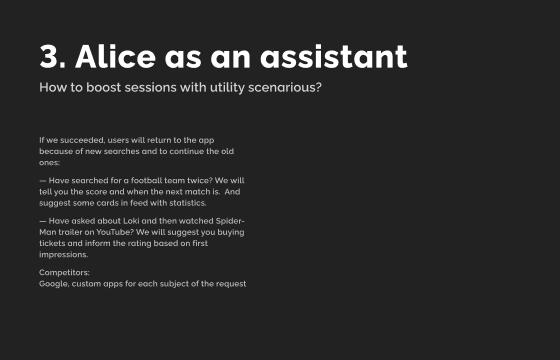 3. Alice as an assistant
How to boost sessions with utility scenarious?
If we succeeded, users will return to the app
because of new searches and to continue the old
ones:
— Have searched for a football team twice? We will
tell you the score and when the next match is.  And
suggest some cards in feed with statistics.
— Have asked about Loki and then watched Spider-
Man trailer on YouTube? We will suggest you buying
tickets and inform the rating based on first
impressions.
Competitors:
Google, custom apps for each subject of the request